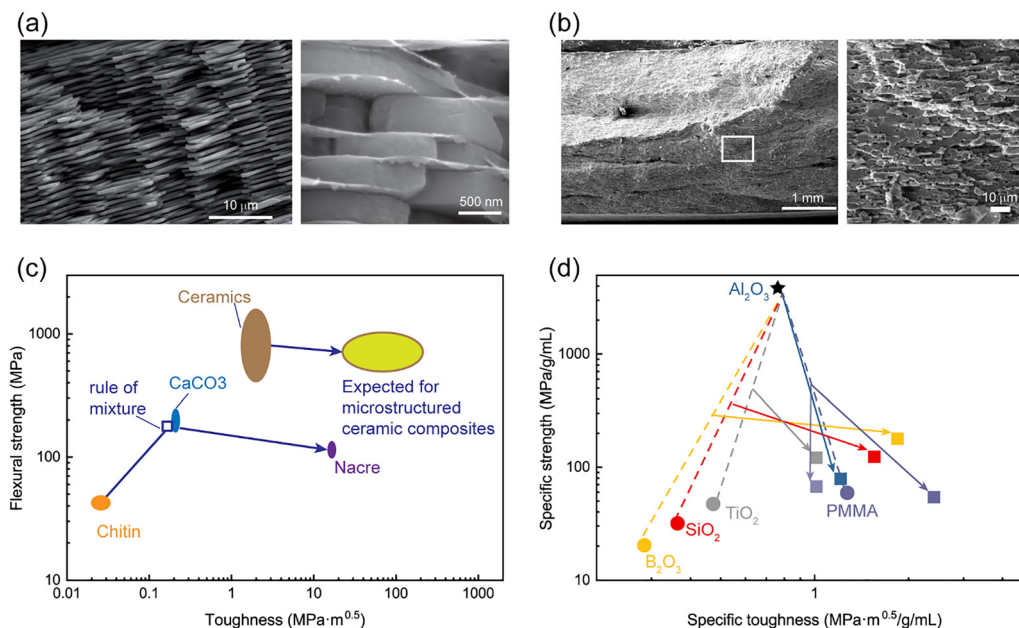 (a)
(b)
10 μm
500 nm
1 mm
10 μm
(c)
(d)
Flexural strength (MPa)
1000
100
10
0.01
0.1
1
10
100
1000
Toughness (MPa·m^0.5)
Ceramics
rule of
mixture
CaCO3
Expected for
microstructured
ceramic composites
Nacre
Chitin
Specific strength (MPa/g/mL)
1000
100
10
1
Specific toughness (MPa·m^0.5/g/mL)
Al₂O₃
PMMA
TiO₂
SiO₂
B₂O₃